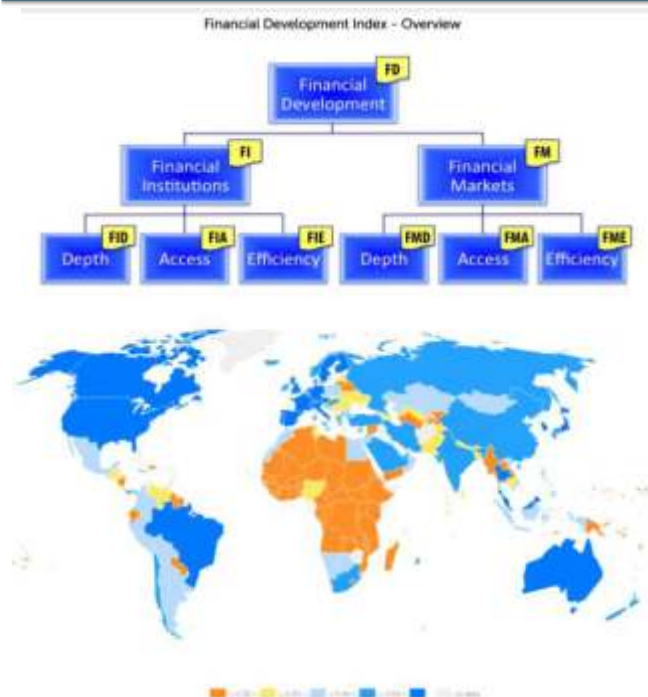 Financial Development Index – Overview
FD
Financial
Development
FI
Financial
Institutions
FM
Financial
Markets
FID
Depth
FIA
Access
FIE
Efficiency
FMD
Depth
FMA
Access
FME
Efficiency